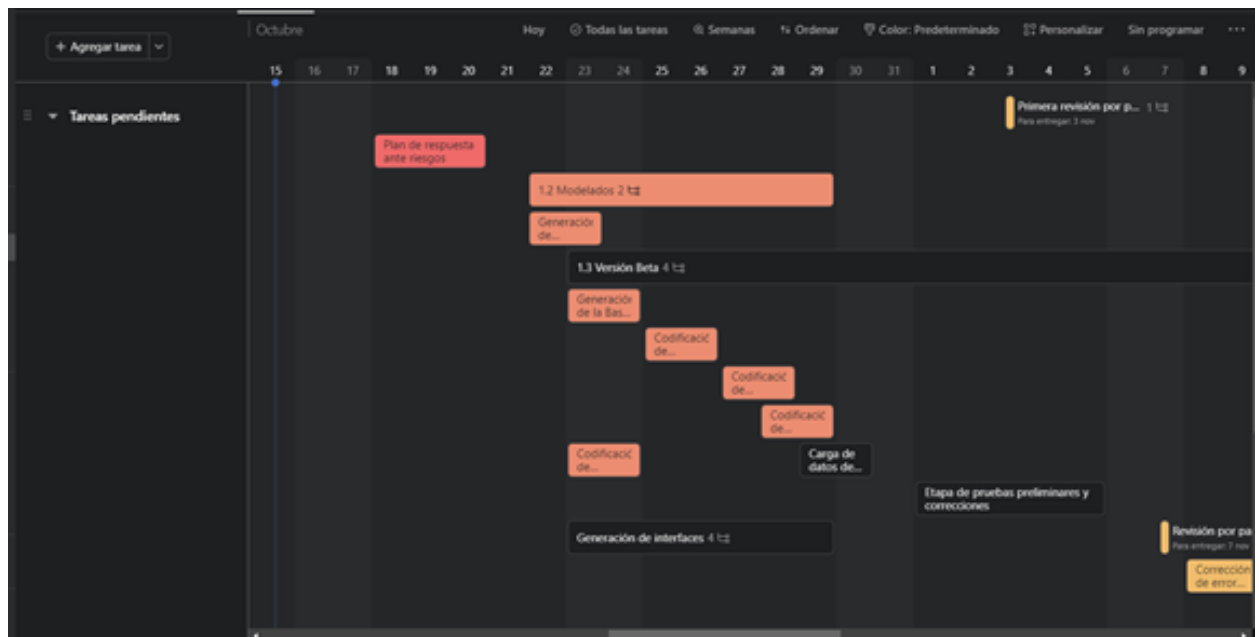 Octubre
Hoy Todas las tareas Semanas Ordenar Color: Predeterminado Personalizar Sin programar ...
+ Agregar tarea
15 16 17 18 19 20 21 22 23 24 25 26 27 28 29 30 31 1 2 3 4 5 6 7 8 9
Tareas pendientes
Primera revisión por p... 1
Para entregar: 3 nov
Plan de respuesta
ante riesgos
1.2 Modelados 2
Generación
de...
1.3 Versión Beta 4
Generación
de la Bas...
Codificació
de...
Codificació
de...
Codificació
de...
Codificació
de...
Carga de
datos de...
Etapa de pruebas preliminares y
correcciones
Generación de interfaces 4
Revisión por pa
Para entregar: 7 nov
Corrección
de error...